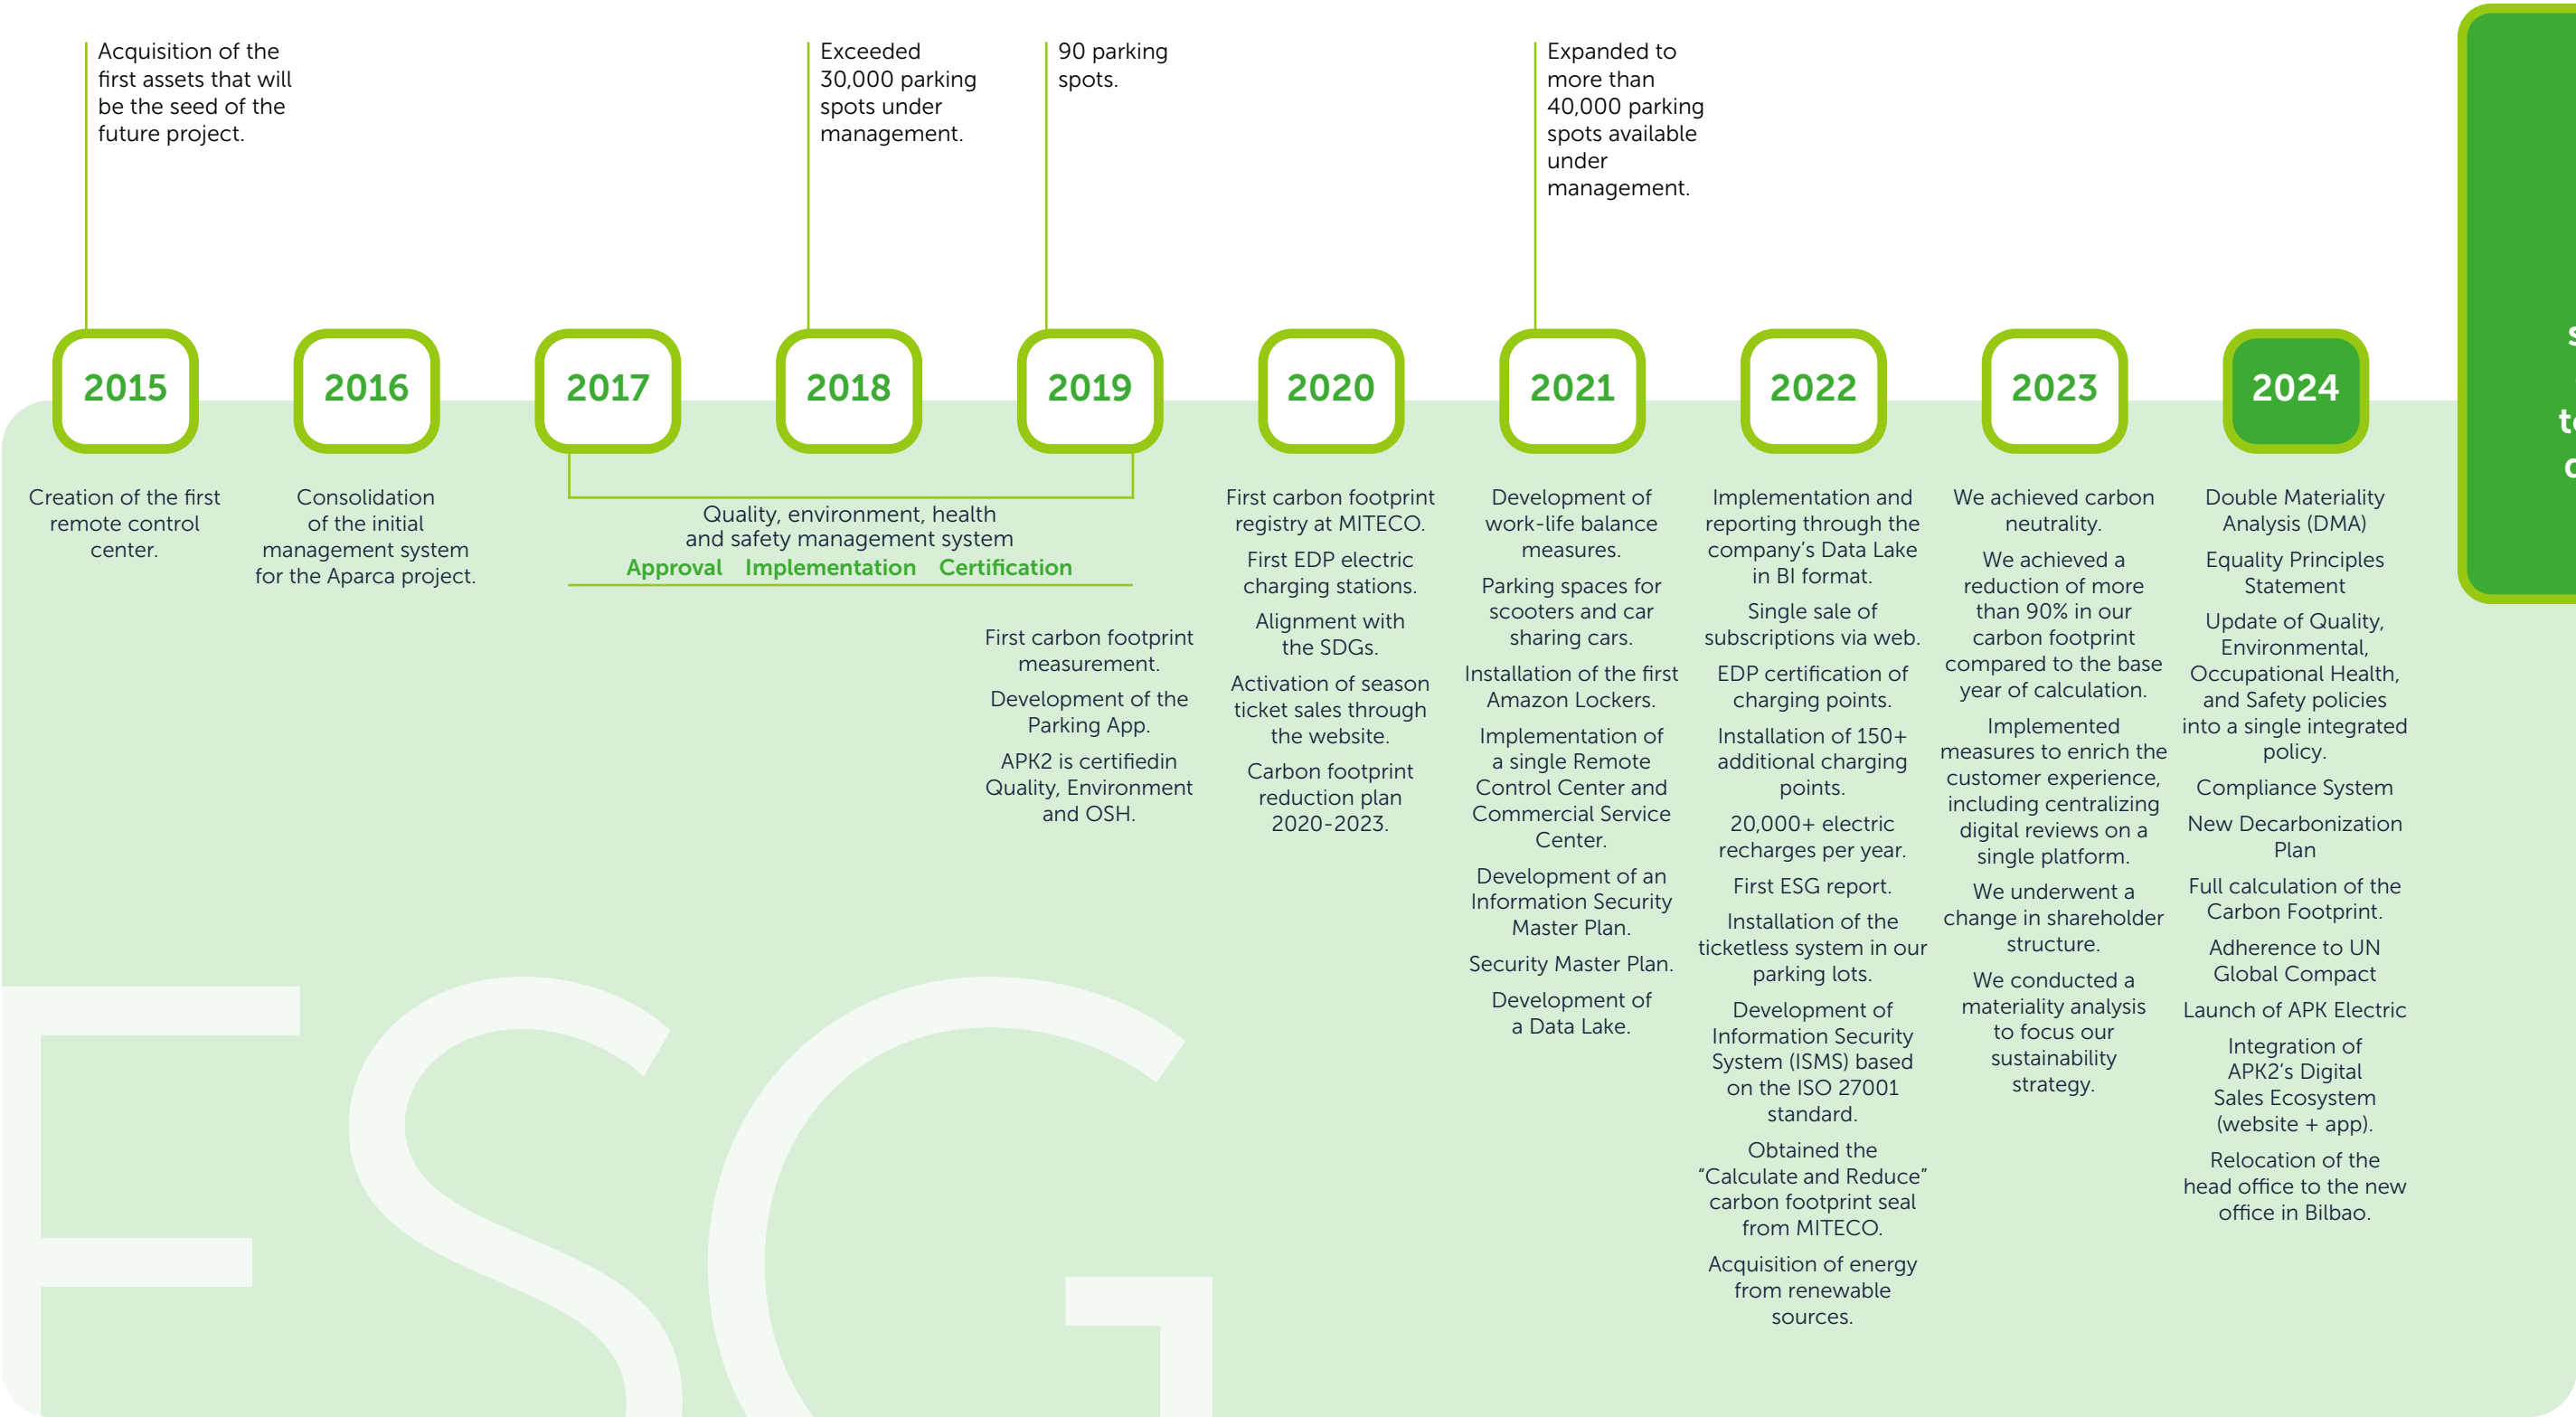 Acquisition of the
first assets that will
be the seed of the
future project.
Exceeded
30,000 parking
spots under
management.
90 parking
spots.
Expanded to
more than
40,000 parking
spots available
under
management.
2015
2016
2017
2018
2019
2020
2021
2022
2023
2024
Creation of the first
remote control
center.
Consolidation
of the initial
management system
for the Aparca project.
Quality, environment, health
and safety management system
Approval Implementation Certification
First carbon footprint
measurement.
Development of the
Parking App.
APK2 is certifiedin
Quality, Environment
and OSH.
First carbon footprint
registry at MITECO.
First EDP electric
charging stations.
Alignment with
the SDGs.
Activation of season
ticket sales through
the website.
Carbon footprint
reduction plan
2020-2023.
Development of
work-life balance
measures.
Parking spaces for
scooters and car
sharing cars.
Installation of the first
Amazon Lockers.
Implementation of
a single Remote
Control Center and
Commercial Service
Center.
Development of an
Information Security
Master Plan.
Security Master Plan.
Development of
a Data Lake.
Implementation and
reporting through the
company’s Data Lake
in BI format.
Single sale of
subscriptions via web.
EDP certification of
charging points.
Installation of 150+
additional charging
points.
20,000+ electric
recharges per year.
First ESG report.
Installation of the
ticketless system in our
parking lots.
Development of
Information Security
System (ISMS) based
on the ISO 27001
standard.
Obtained the
“Calculate and Reduce”
carbon footprint seal
from MITECO.
Acquisition of energy
from renewable
sources.
We achieved carbon
neutrality.
We achieved a
reduction of more
than 90% in our
carbon footprint
compared to the base
year of calculation.
Implemented
measures to enrich the
customer experience,
including centralizing
digital reviews on a
single platform.
We underwent a
change in shareholder
structure.
We conducted a
materiality analysis
to focus our
sustainability
strategy.
Double Materiality
Analysis (DMA)
Equality Principles
Statement
Update of Quality,
Environmental,
Occupational Health,
and Safety policies
into a single integrated
policy.
Compliance System
New Decarbonization
Plan
Full calculation of the
Carbon Footprint.
Adherence to UN
Global Compact
Launch of APK Electric
Integration of
APK2’s Digital
Sales Ecosystem
(website + app).
Relocation of the
head office to the new
office in Bilbao.
ESG